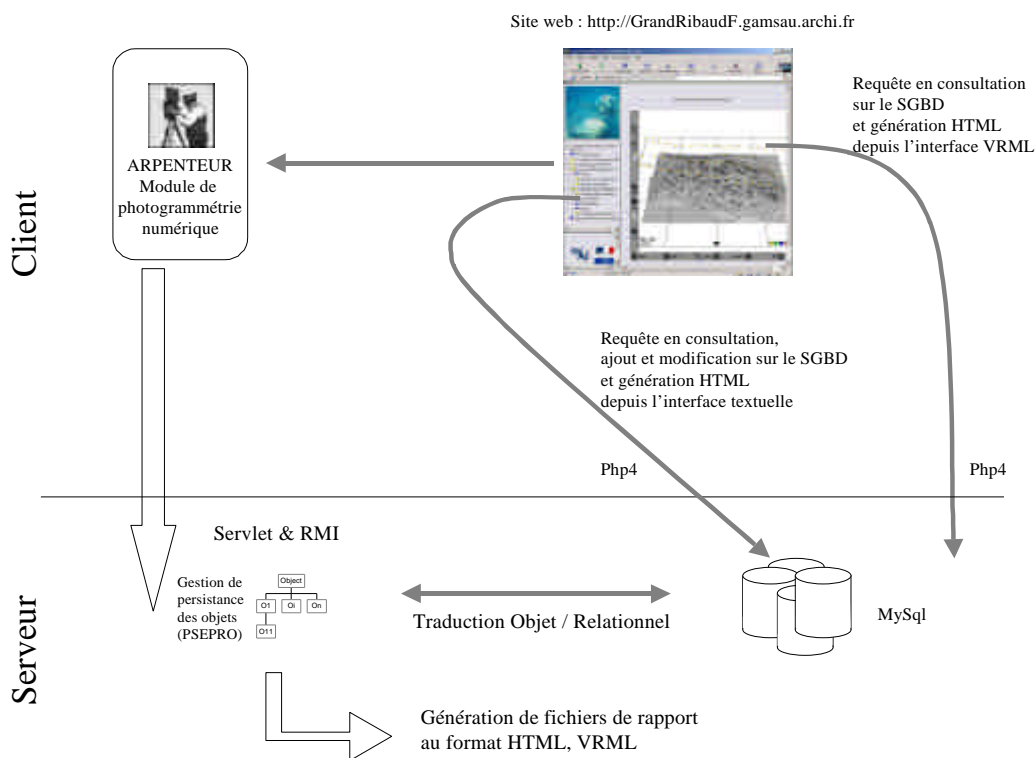 Site web : http://GrandRibaudF.gamsau.archi.fr
Requête en consultation
sur le SGBD
et génération HTML
depuis l’interface VRML
ARPENTEUR
Module de
photogrammétrie
numérique
Client
Requête en consultation,
ajout et modification sur le SGBD
et génération HTML
depuis l’interface textuelle
Php4
Php4
Serveur
Servlet & RMI
Gestion de
persistance
des objets
(PSEPRO)
Object
O1
Oi
On
O11
Traduction Objet / Relationnel
MySql
Génération de fichiers de rapport
au format HTML, VRML